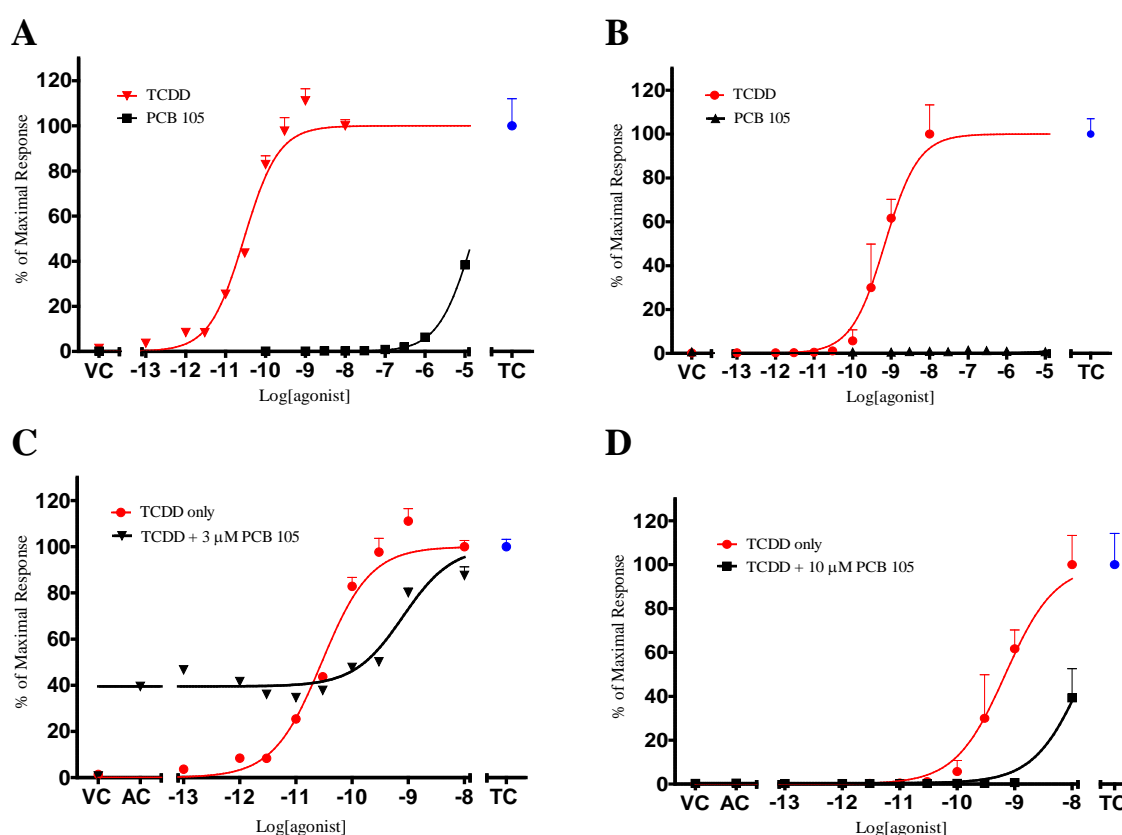 A
% of Maximal Response
120
100
80
60
40
20
0
TCDD
PCB 105
VC -13 -12 -11 -10 -9 -8 -7 -6 -5 TC
Log[agonist]
B
% of Maximal Response
120
100
80
60
40
20
0
TCDD
PCB 105
VC -13 -12 -11 -10 -9 -8 -7 -6 -5 TC
Log[agonist]
C
% of Maximal Response
120
100
80
60
40
20
0
TCDD only
TCDD + 3 µM PCB 105
VC AC -13 -12 -11 -10 -9 -8 TC
Log[agonist]
D
% of Maximal Response
120
100
80
60
40
20
0
TCDD only
TCDD + 10 µM PCB 105
VC AC -13 -12 -11 -10 -9 -8 TC
Log[agonist]